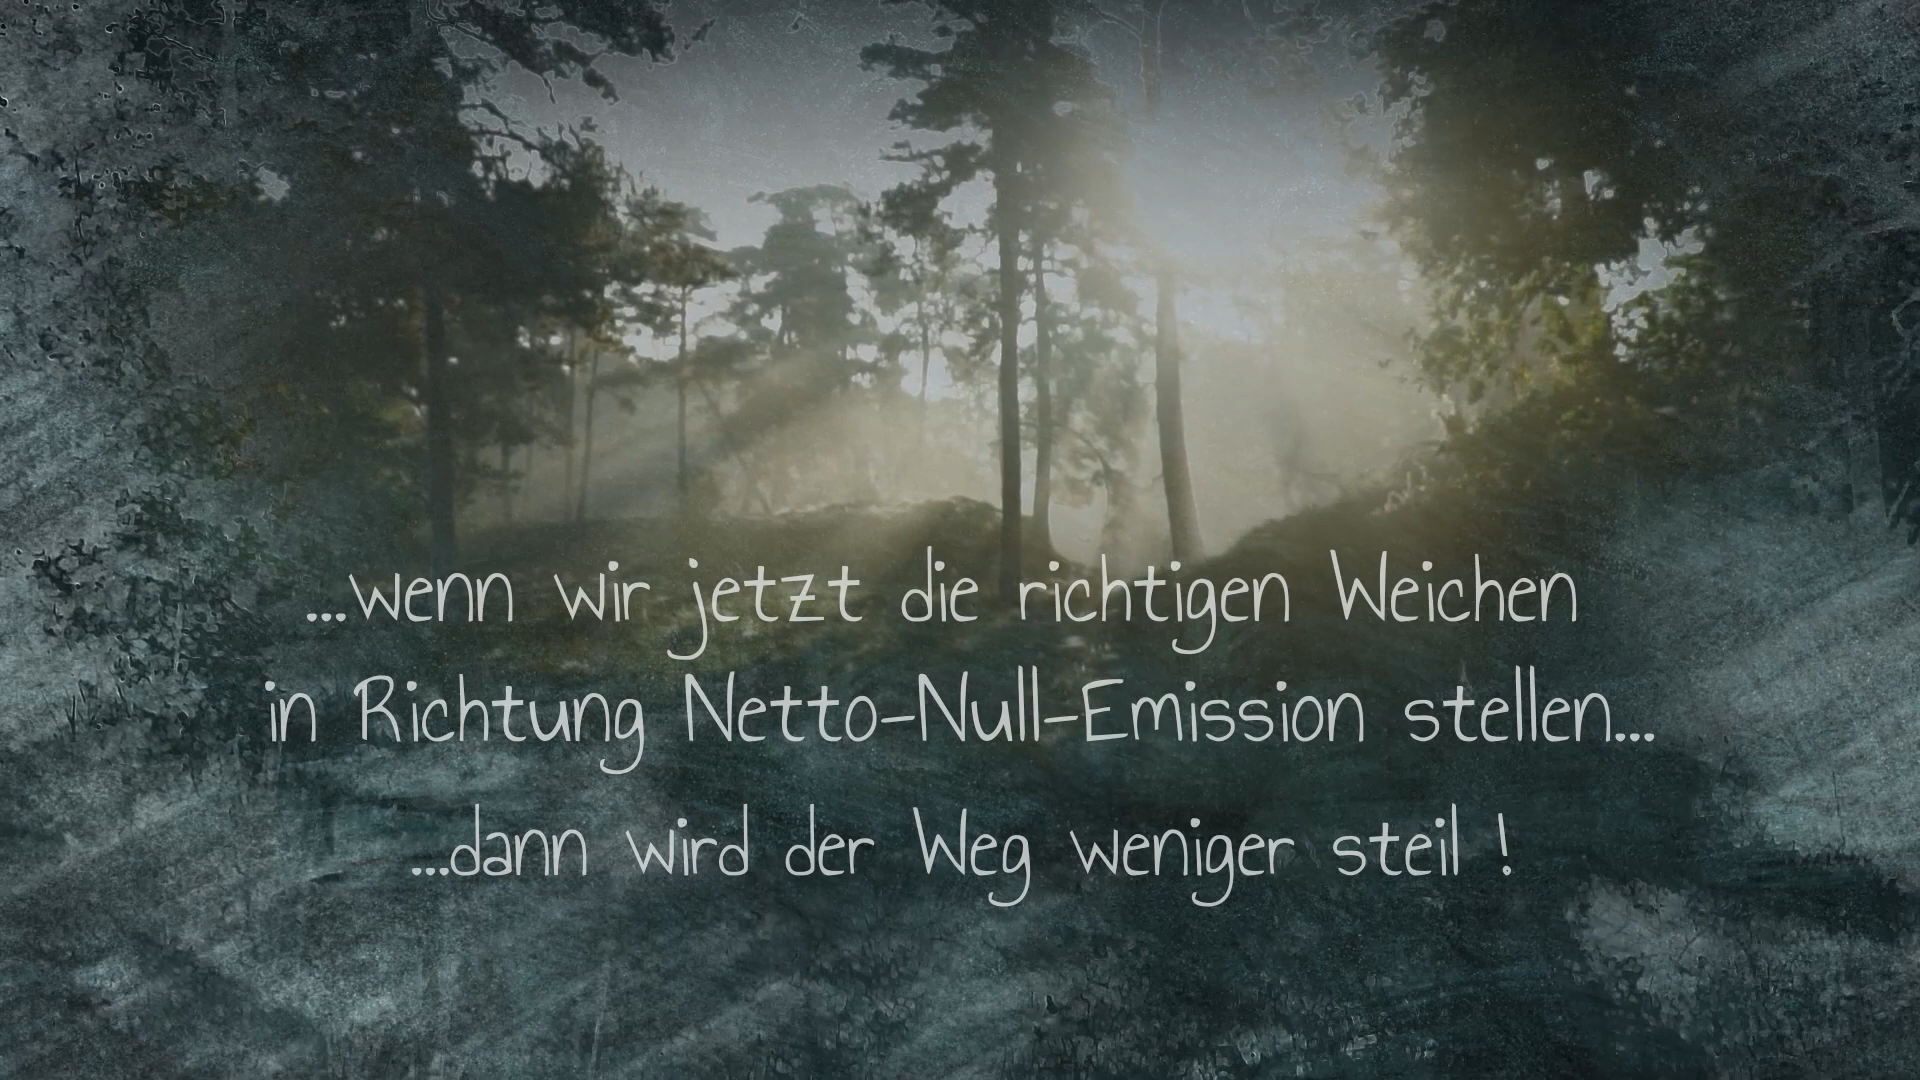 ...wenn wir jetzt die richtigen Weichen
in Richtung Netto-Null-Emission stellen...
...dann wird der Weg weniger steil !